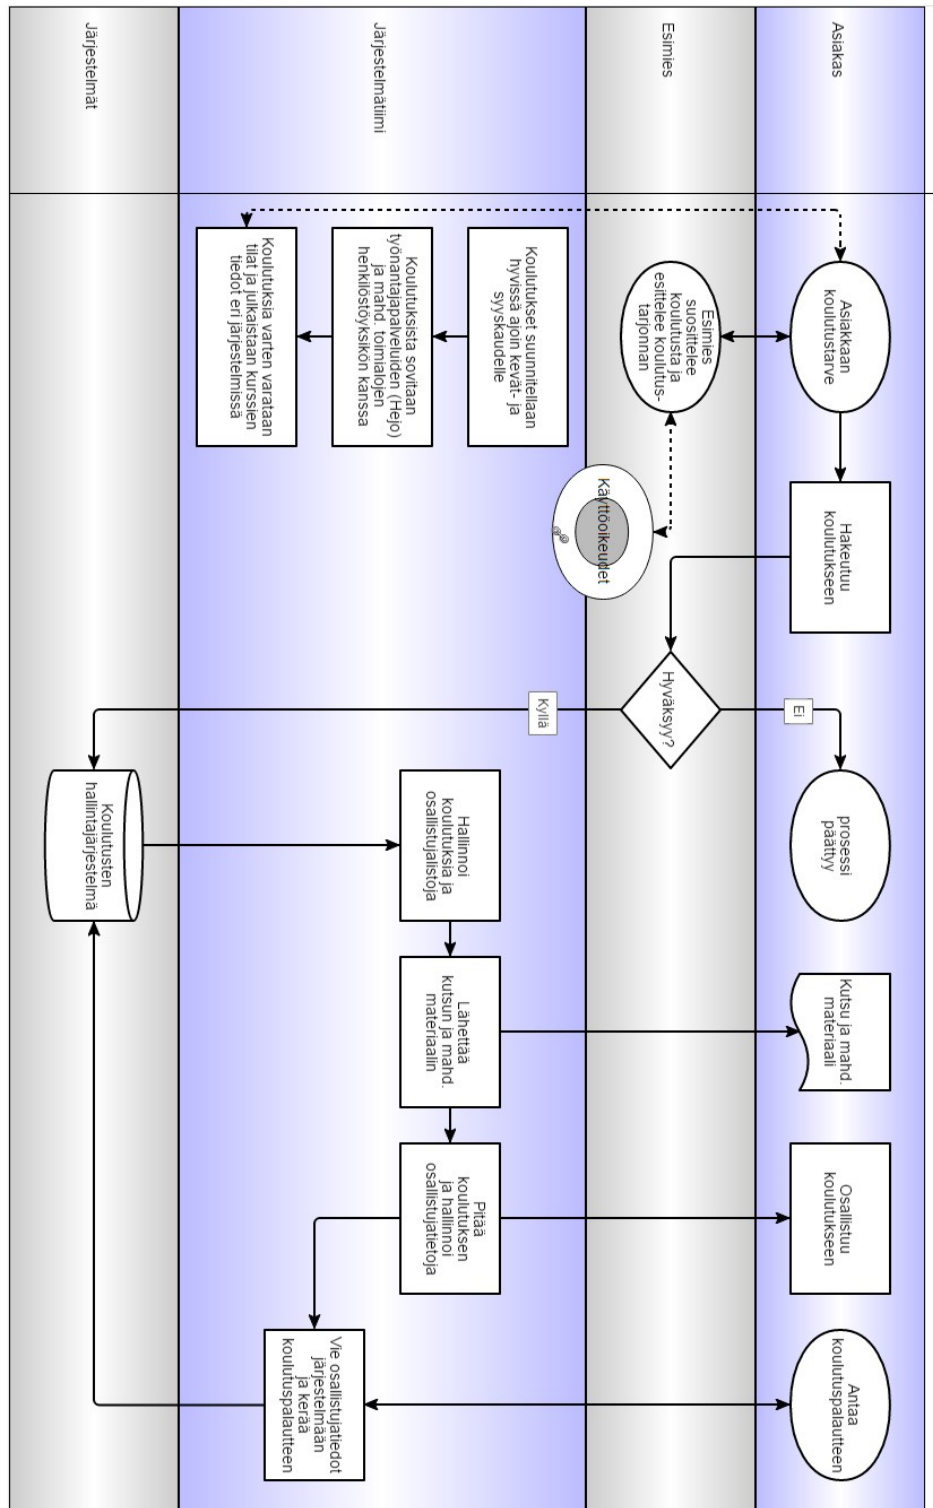 Asiakas
Asiakkaan
koulutustarve
Hakeutuu
koulutukseen
Ei
prosessi
päättyy
Kutsu ja mahd.
materiaali
Osallistuu
koulutukseen
Antaa
koulutuspalautteen
Esimies
Esimies
suosittelee
koulutusta ja
esittelee koulutus-
tarjonnan
Käyttöoikeudet
Hyväksyy?
Kyllä
Järjestelmätiimi
Koulutukset suunnitellaan
hyvissä ajoin kevät- ja
syyskaudelle
Koulutuksista sovitaan
työnantajapalveluiden (Hejo)
ja mahd. toimialojen
henkilöstöyksikön kanssa
Koulutuksia varten varataan
tilat ja julkaistaan kurssien
tiedot eri järjestelmissä
Hallinnoi
koulutuksia ja
osallistujalistoja
Lähettää
kutsun ja mahd.
materiaalin
Pitää
koulutuksen
ja hallinnoi
osallistujatietoja
Vie osallistujatiedot
järjestelmään
ja kerää
koulutuspalautteen
Järjestelmät
Koulutusten
hallintajärjestelmä